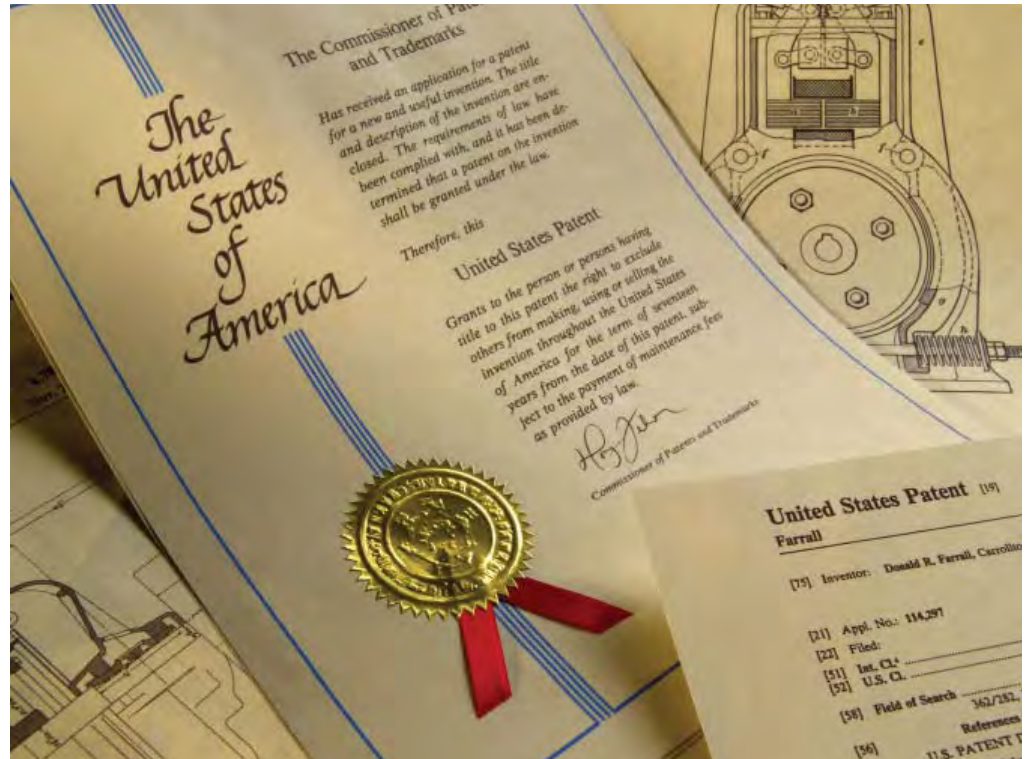 The
United
States
of
America
The Commissioner of
and Trademarks
Has received an application for a patent
for a new and useful invention. The title
and description of the invention are en-
closed. The requirements of law have
been complied with, and it has been de-
termined that a patent on the invention
shall be granted under the law.
Therefore, this
United States Patent
Grants to the person or persons having
title to this patent the right to exclude
others from making, using or selling the
invention throughout the United States
of America for the term of seventeen
years from the date of this patent, sub-
ject to the payment of maintenance fees
as provided by law.
Commissioner of Patents and Trademarks
United States Patent [19]
Farrall
[75] Inventor: Donald R. Farrall,
[21] Appl. No.: 114,297
[22] Filed:
[51] Int. Cl.⁴
[52] U.S. Cl.
[58] Field of Search
362/282,
[56] References
U.S. PATENT